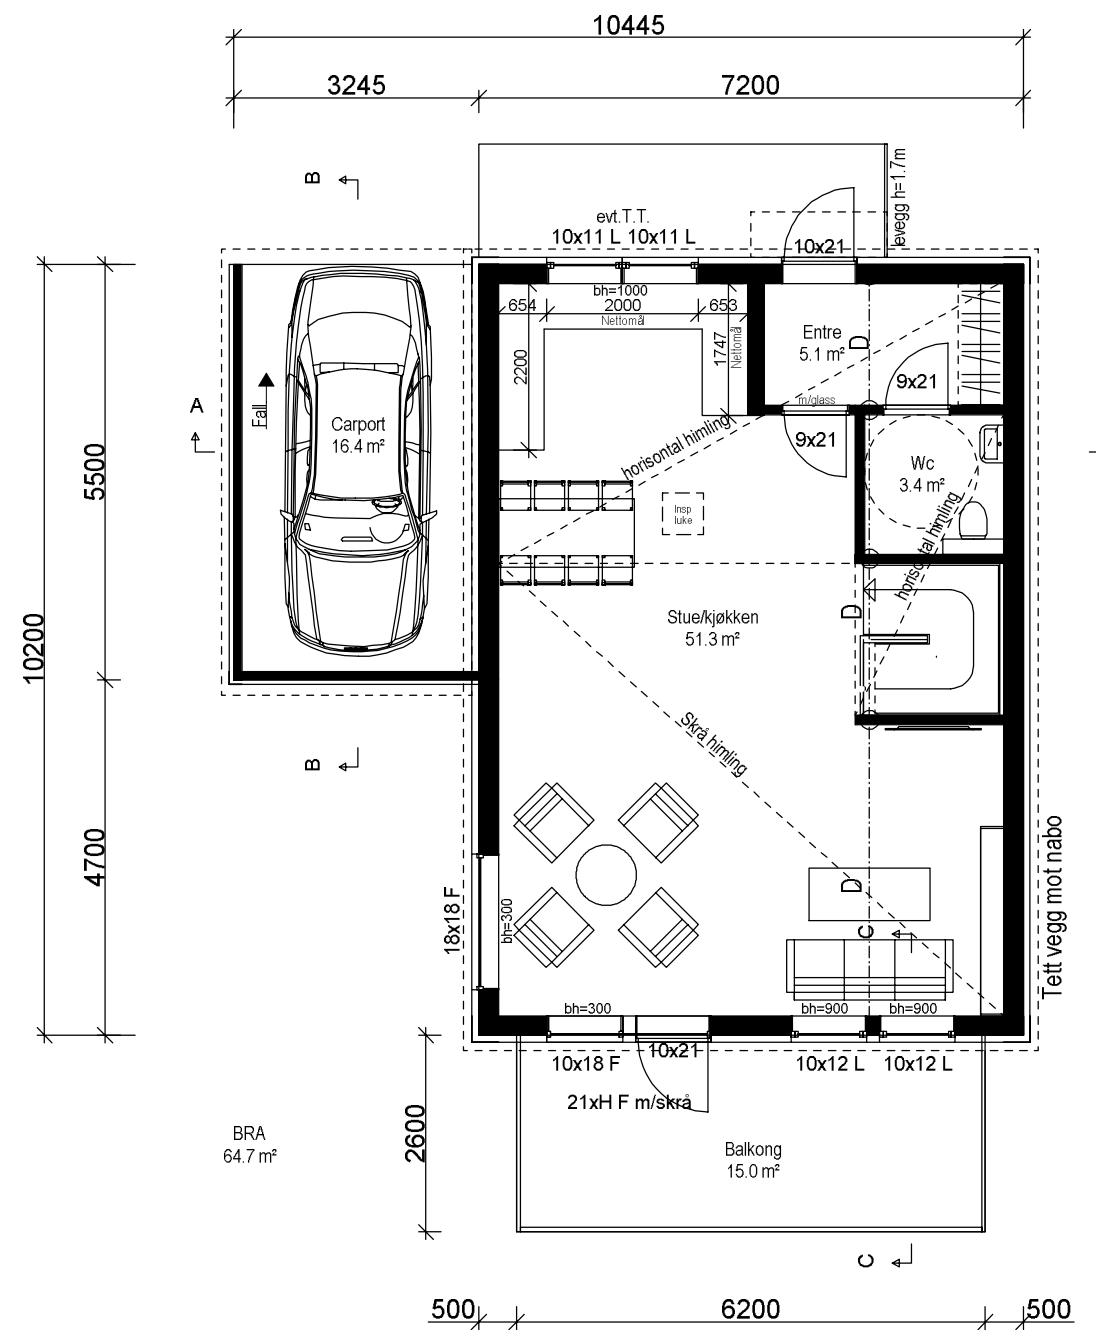 10445
3245
7200
B
levegg h=1.7m
evt.T.T.
10x11 L 10x11 L
10x21
bh=1000
654
2000
653
Nettomål
1747
Nettomål
2200
Entre
5.1 m²
D
9x21
m/glass
9x21
A
Fall
Carport
16.4 m²
horisontal himling
Wc
3.4 m²
Insp
luke
horisontal himling
5500
10200
Stue/kjøkken
51.3 m²
D
Skrå himling
B
4700
18x18 F
bh=300
D
C
Tett vegg mot nabo
bh=300
bh=900
bh=900
10x18 F
10x21
10x12 L
10x12 L
21xH F m/skrå
2600
BRA
64.7 m²
Balkong
15.0 m²
C
500
6200
500